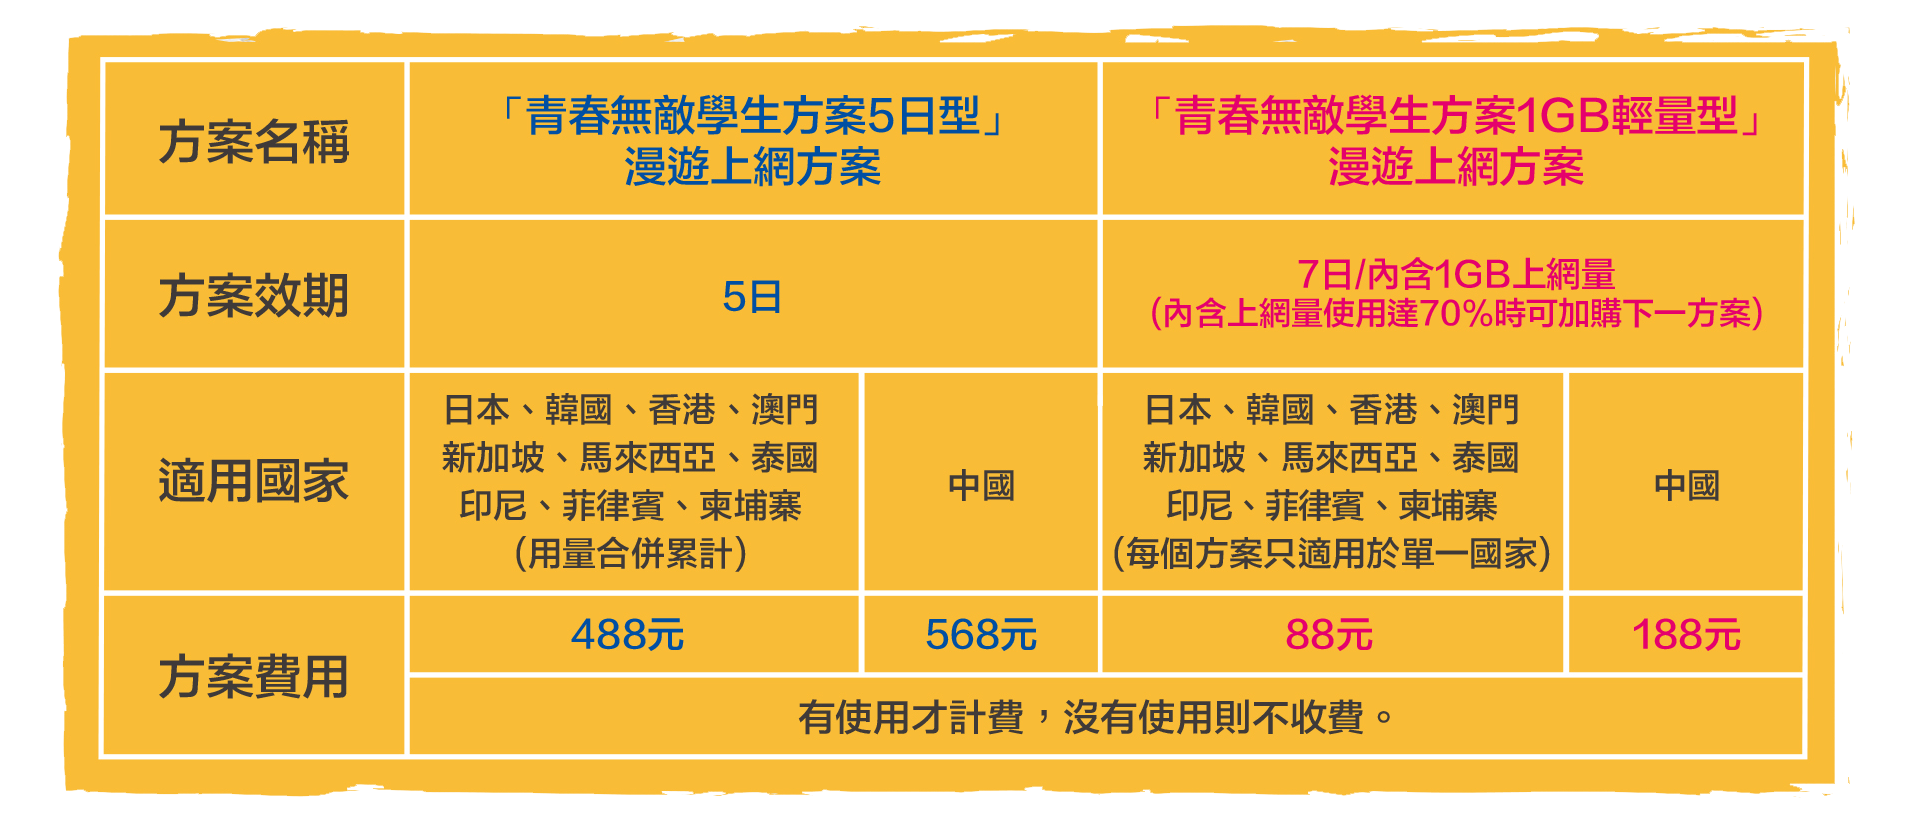 方案名稱
「青春無敵學生方案5日型」
漫遊上網方案
「青春無敵學生方案1GB輕量型」
漫遊上網方案
方案效期
5日
7日/內含1GB上網量
(內含上網量使用達70%時可加購下一方案)
適用國家
日本、韓國、香港、澳門
新加坡、馬來西亞、泰國
印尼、菲律賓、柬埔寨
(用量合併累計)
中國
日本、韓國、香港、澳門
新加坡、馬來西亞、泰國
印尼、菲律賓、柬埔寨
(每個方案只適用於單一國家)
中國
方案費用
488元
568元
88元
188元
有使用才計費，沒有使用則不收費。